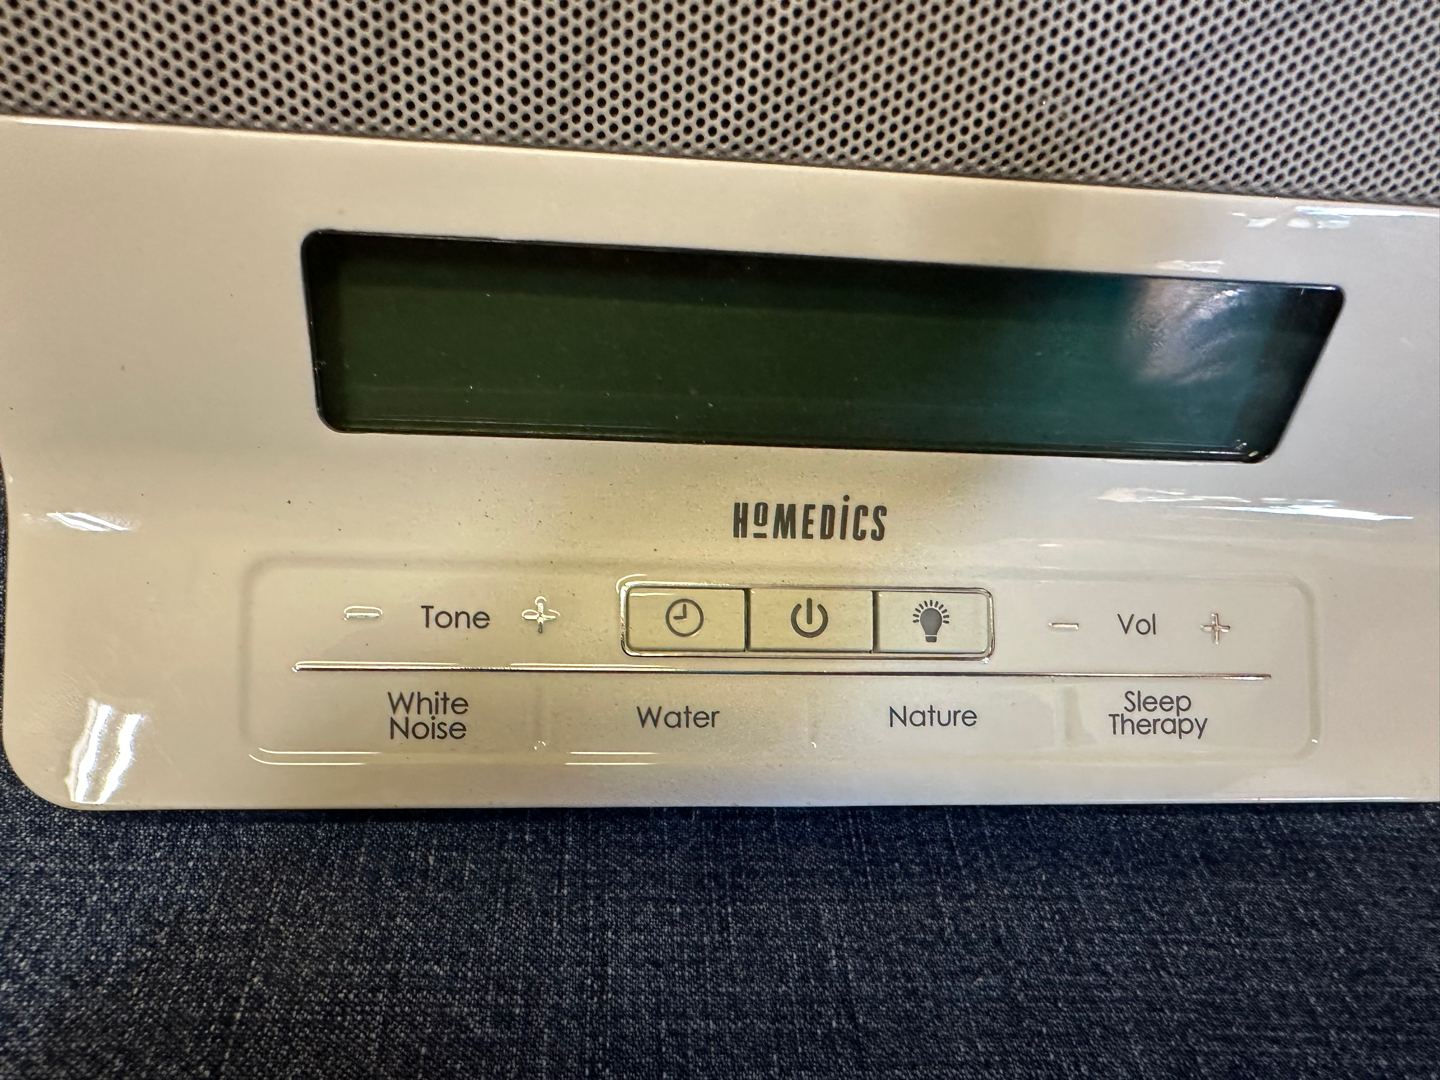 HoMEDiCS
- Tone +
- Vol +
White
Noise
Water
Nature
Sleep
Therapy